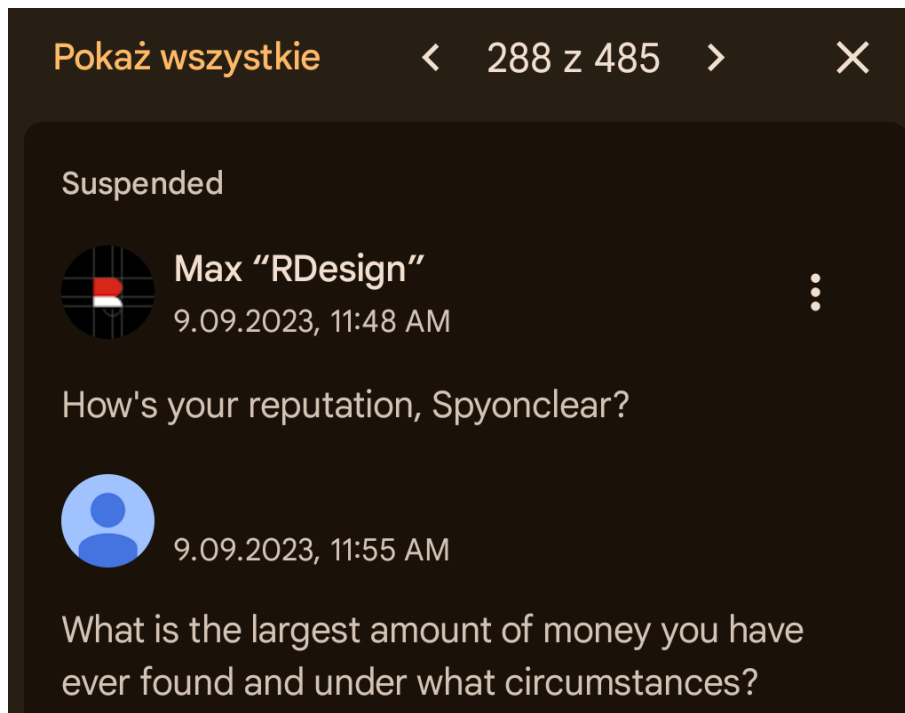 Pokaż wszystkie < 288 z 485 >
Suspended
Max “RDesign”
9.09.2023, 11:48 AM
How's your reputation, Spyonclear?
9.09.2023, 11:55 AM
What is the largest amount of money you have
ever found and under what circumstances?